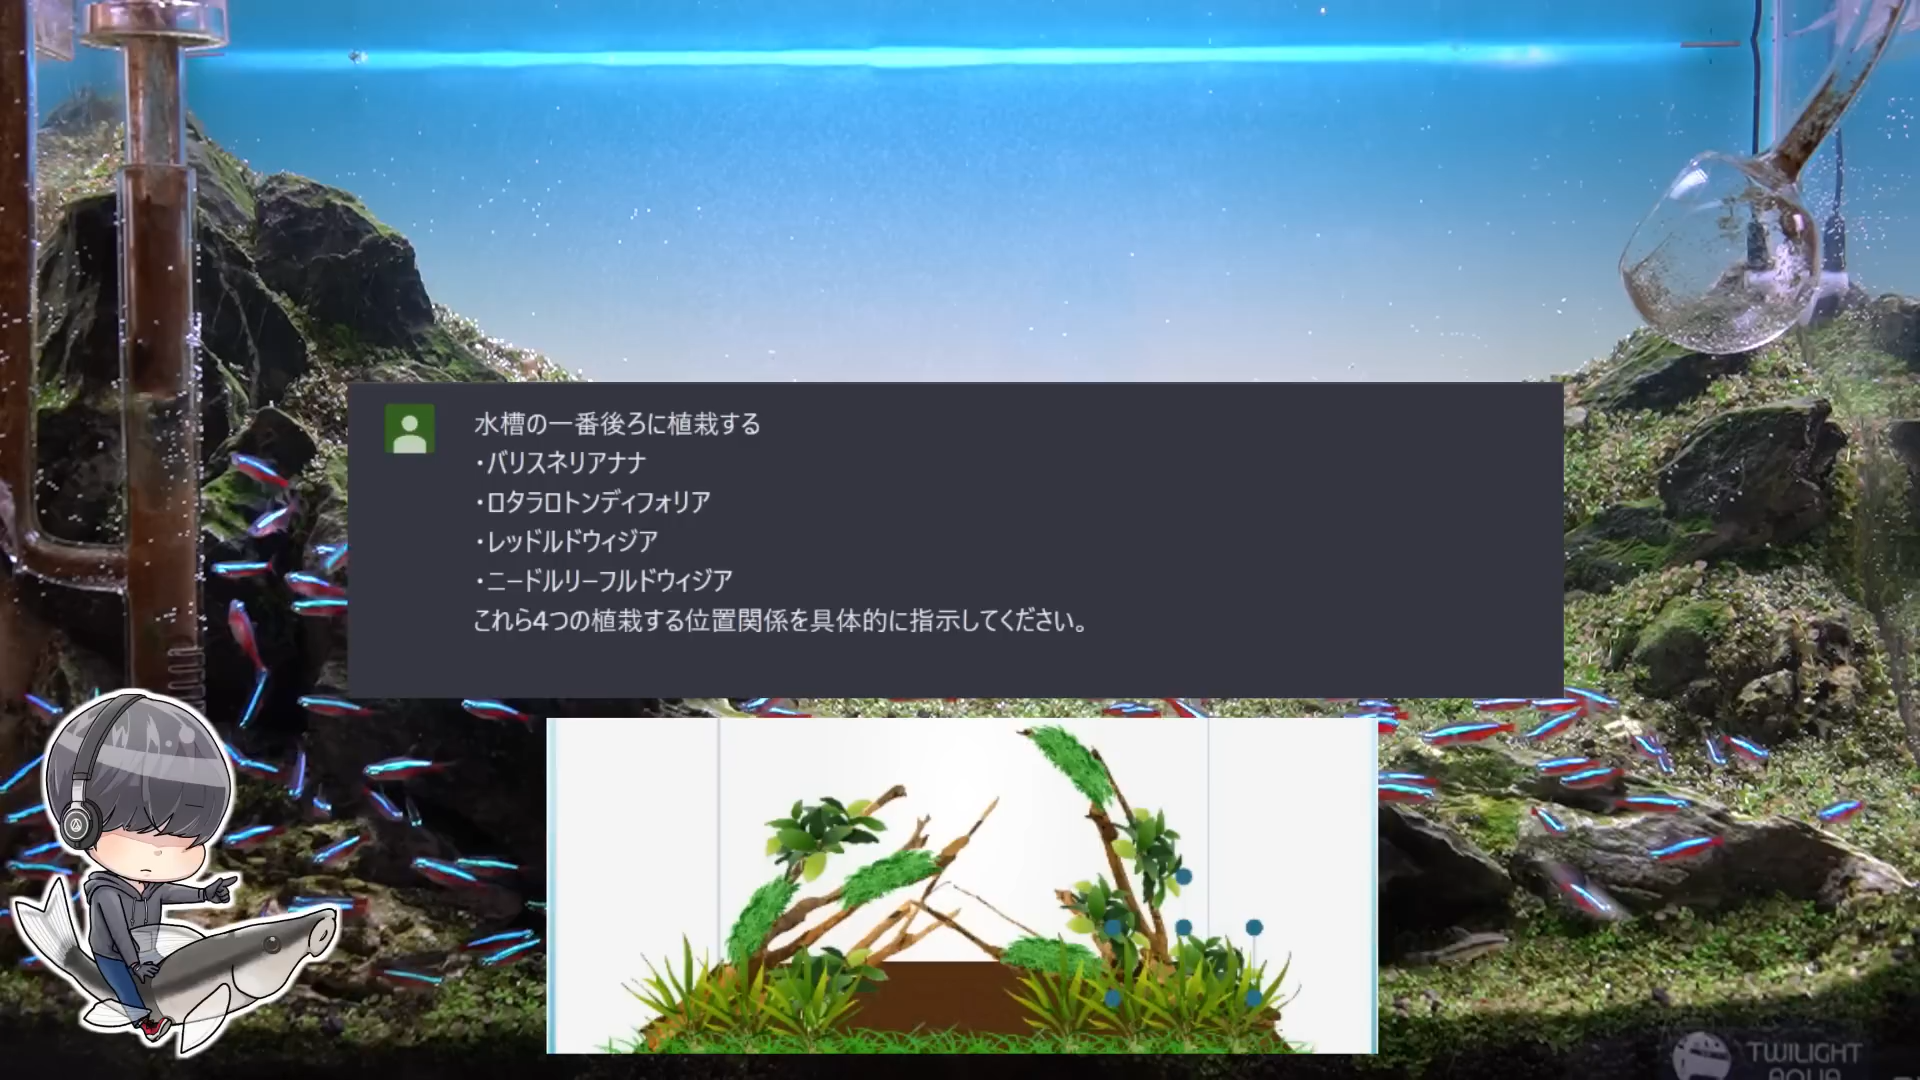 水槽の一番後ろに植栽する
・バリスネリアナナ
・ロタラロトンディフォリア
・レッドルドウィジア
・ニードルリーフルドウィジア
これら4つの植栽する位置関係を具体的に指示してください。
TWILIGHT
AQUA